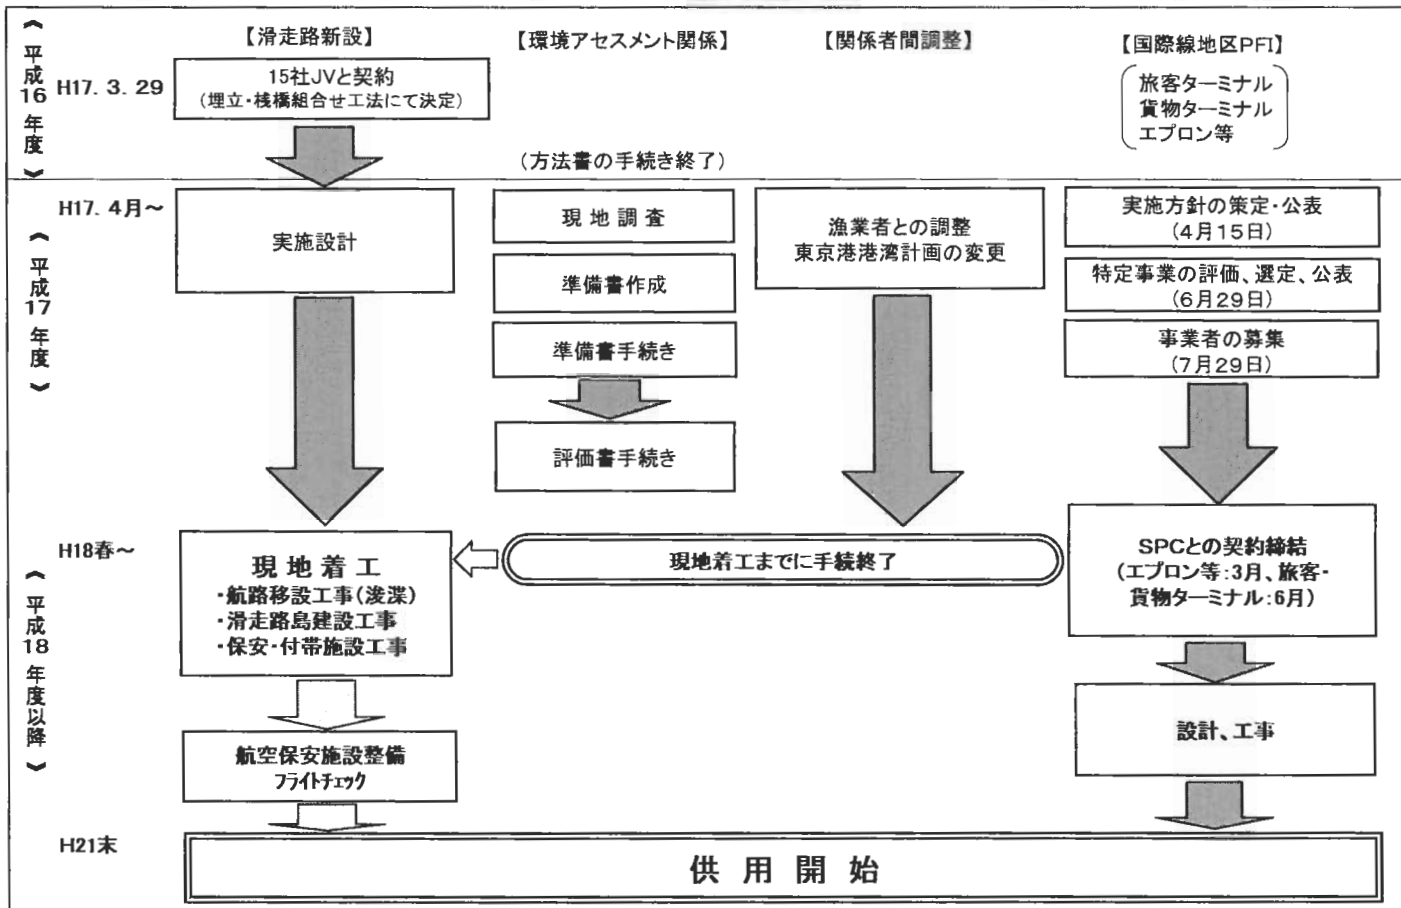 【滑走路新設】
【環境アセスメント関係】
【関係者間調整】
【国際線地区PFI】
《平成16年度》
H17. 3. 29
15社JVと契約
(埋立・桟橋組合せ工法にて決定)
旅客ターミナル
貨物ターミナル
エプロン等
(方法書の手続き終了)
H17. 4月～
《平成17年度》
実施設計
現地調査
準備書作成
準備書手続き
評価書手続き
漁業者との調整
東京港港湾計画の変更
実施方針の策定・公表
(4月15日)
特定事業の評価、選定、公表
(6月29日)
事業者の募集
(7月29日)
H18春～
《平成18年度以降》
現地着工
・航路移設工事(浚渫)
・滑走路島建設工事
・保安・付帯施設工事
現地着工までに手続終了
SPCとの契約締結
(エプロン等:3月、旅客・
貨物ターミナル:6月)
航空保安施設整備
フライトチェック
設計、工事
H21末
供用開始